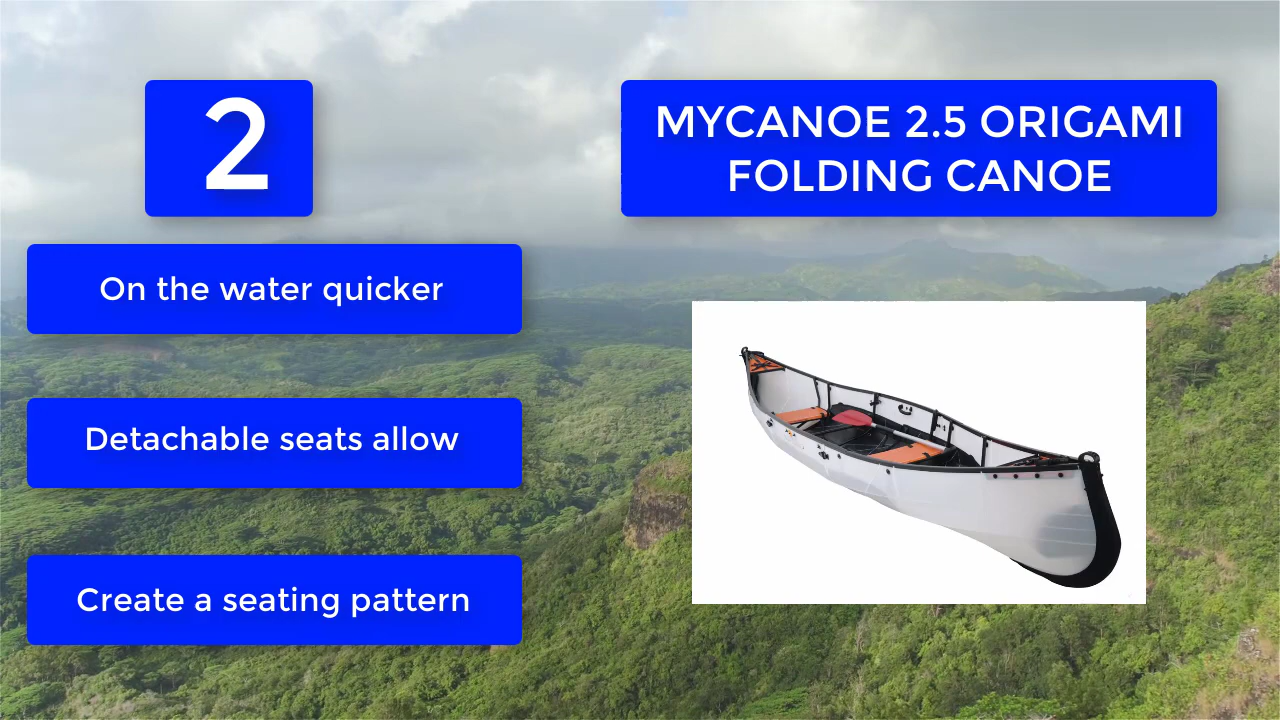 2
MYCANOE 2.5 ORIGAMI
FOLDING CANOE
On the water quicker
Detachable seats allow
Create a seating pattern